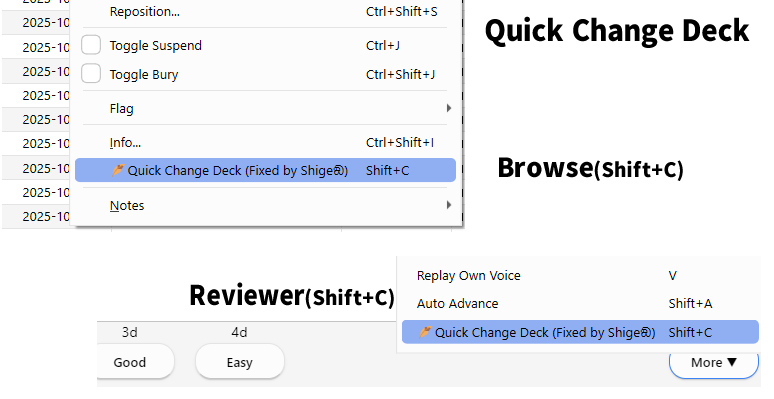 2025-10
Reposition... Ctrl+Shift+S
Quick Change Deck
2025-10
2025-10
Toggle Suspend Ctrl+J
2025-10
Toggle Bury Ctrl+Shift+J
2025-10
2025-10
Flag
2025-10
Info... Ctrl+Shift+I
2025-10
Quick Change Deck (Fixed by Shigeඞ) Shift+C
Browse(Shift+C)
2025-10
2025-10
Notes
Replay Own Voice V
Reviewer(Shift+C)
Auto Advance Shift+A
3d 4d
Quick Change Deck (Fixed by Shigeඞ) Shift+C
Good Easy More ▼